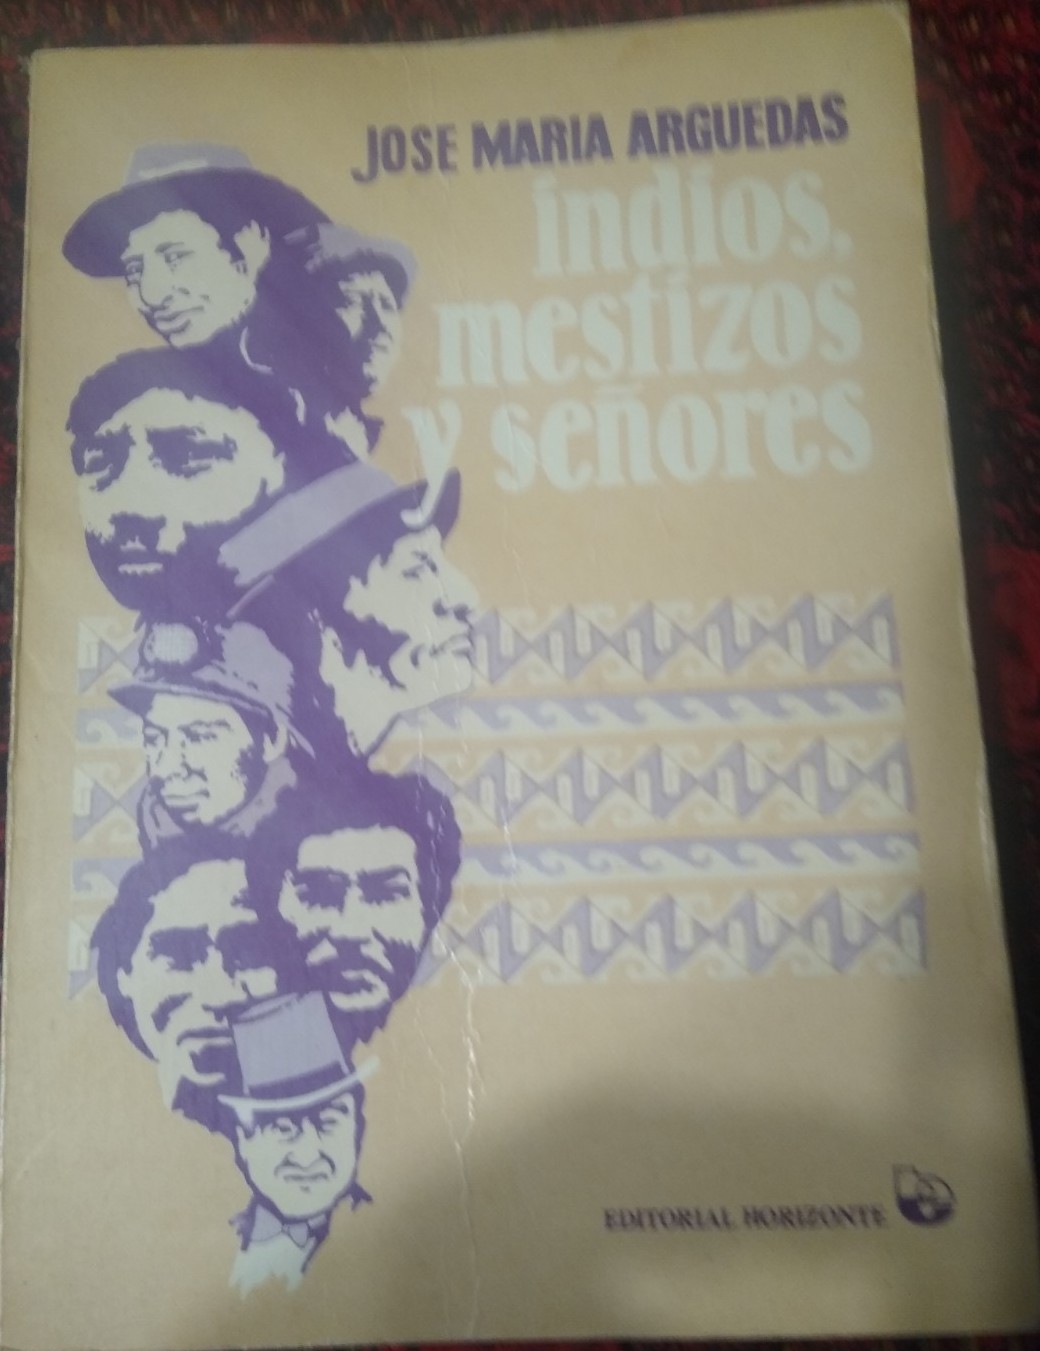 JOSE MARIA ARGUEDAS
indios,
mestizos
y señores
EDITORIAL HORIZONTE